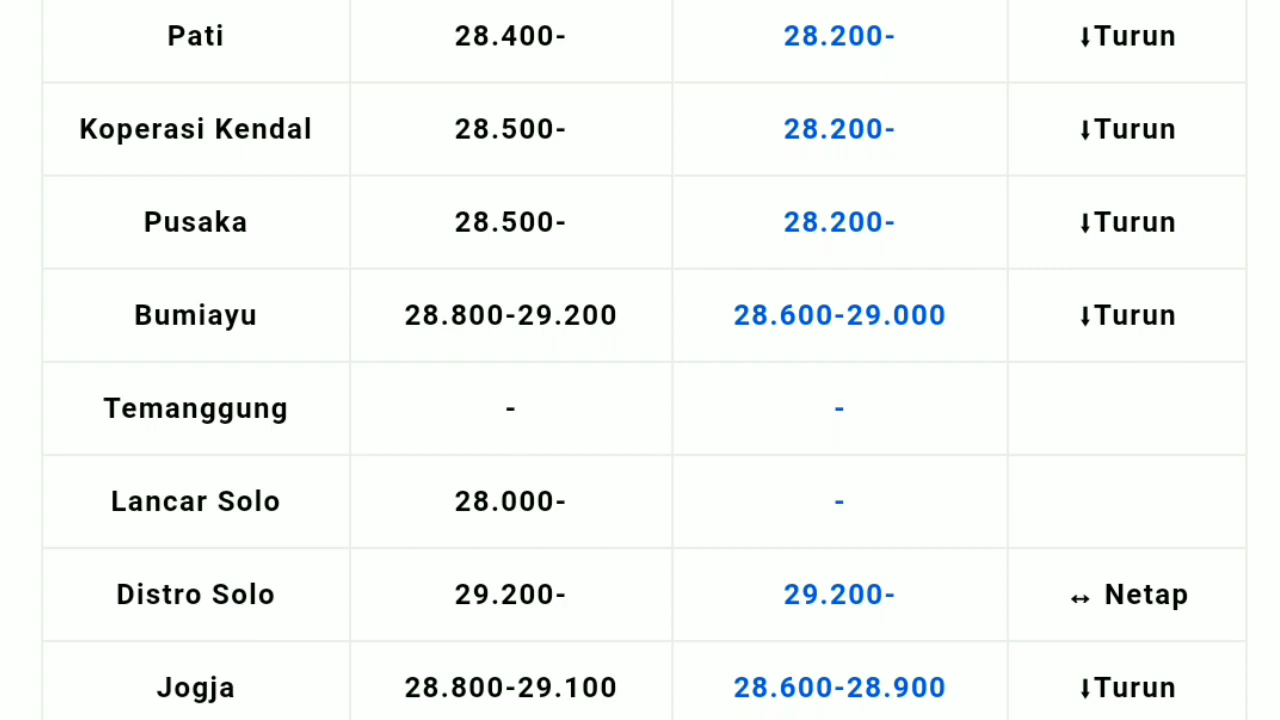 Pati 28.400- 28.200- ⬇Turun
Koperasi Kendal 28.500- 28.200- ⬇Turun
Pusaka 28.500- 28.200- ⬇Turun
Bumiayu 28.800-29.200 28.600-29.000 ⬇Turun
Temanggung - -
Lancar Solo 28.000- -
Distro Solo 29.200- 29.200- ↔ Netap
Jogja 28.800-29.100 28.600-28.900 ⬇Turun